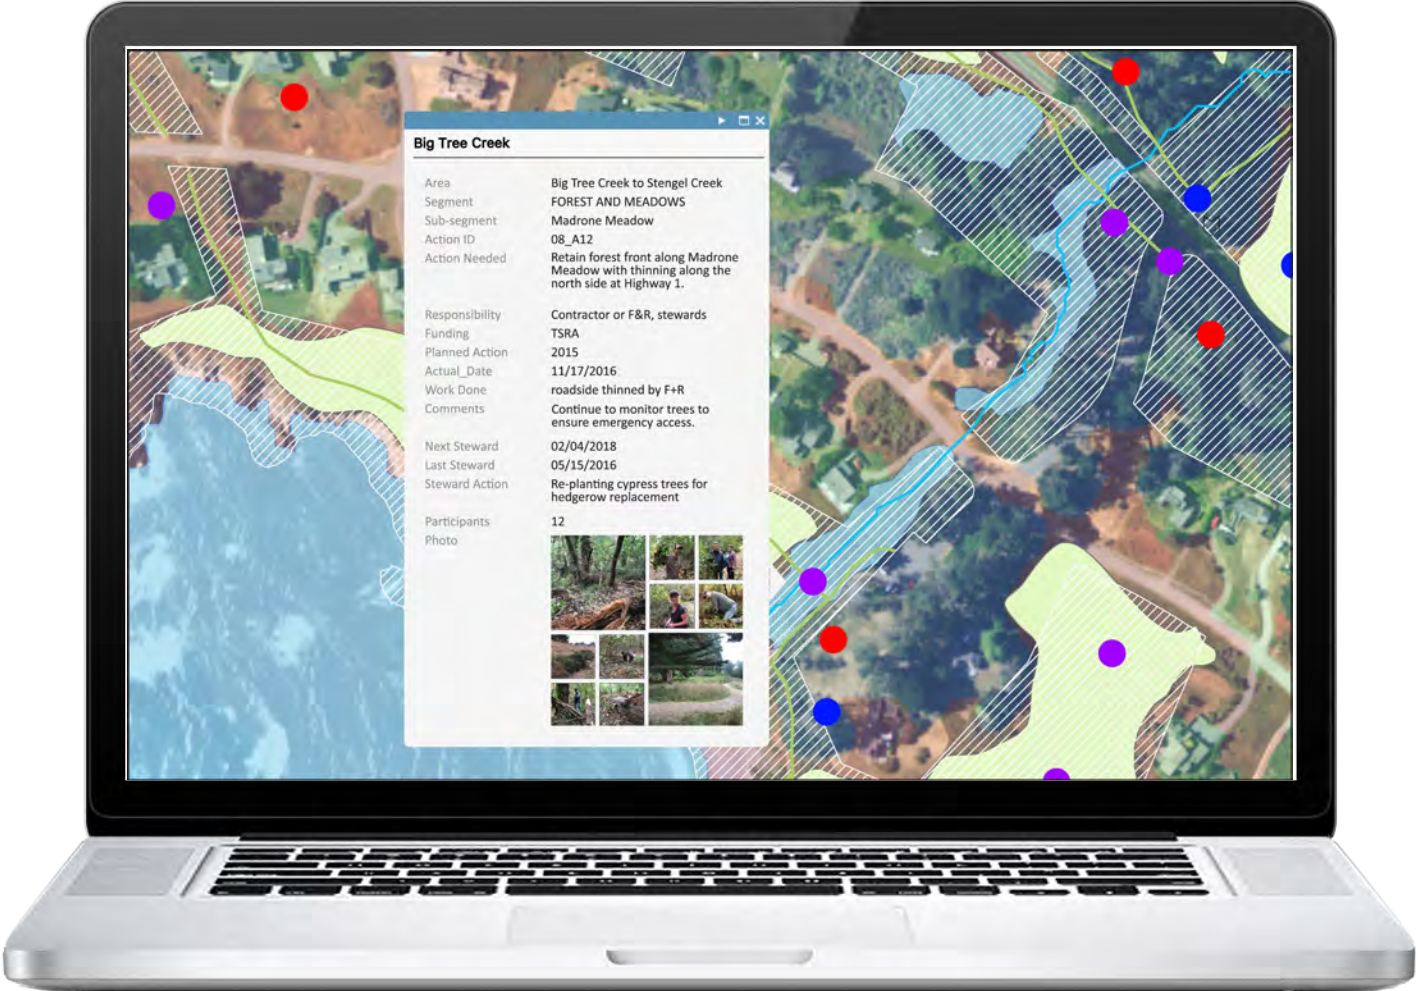 Big Tree Creek
Area Big Tree Creek to Stengel Creek
Segment FOREST AND MEADOWS
Sub-segment Madrone Meadow
Action ID 08_A12
Action Needed Retain forest front along Madrone
Meadow with thinning along the
north side at Highway 1.
Responsibility Contractor or F&R, stewards
Funding TSRA
Planned Action 2015
Actual_Date 11/17/2016
Work Done roadside thinned by F+R
Comments Continue to monitor trees to
ensure emergency access.
Next Steward 02/04/2018
Last Steward 05/15/2016
Steward Action Re-planting cypress trees for
hedgerow replacement
Participants 12
Photo